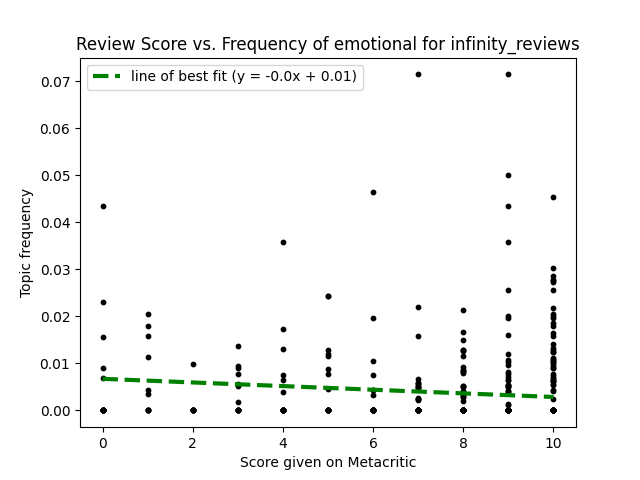 Review Score vs. Frequency of emotional for infinity_reviews
line of best fit (y = -0.0x + 0.01)
0.07
0.06
0.05
0.04
0.03
0.02
0.01
0.00
Topic frequency
0 2 4 6 8 10
Score given on Metacritic